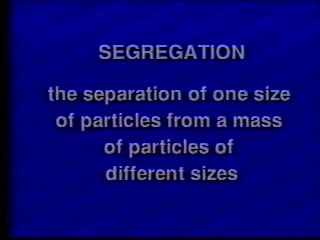 SEGREGATION
the separation of one size
of particles from a mass
of particles of
different sizes